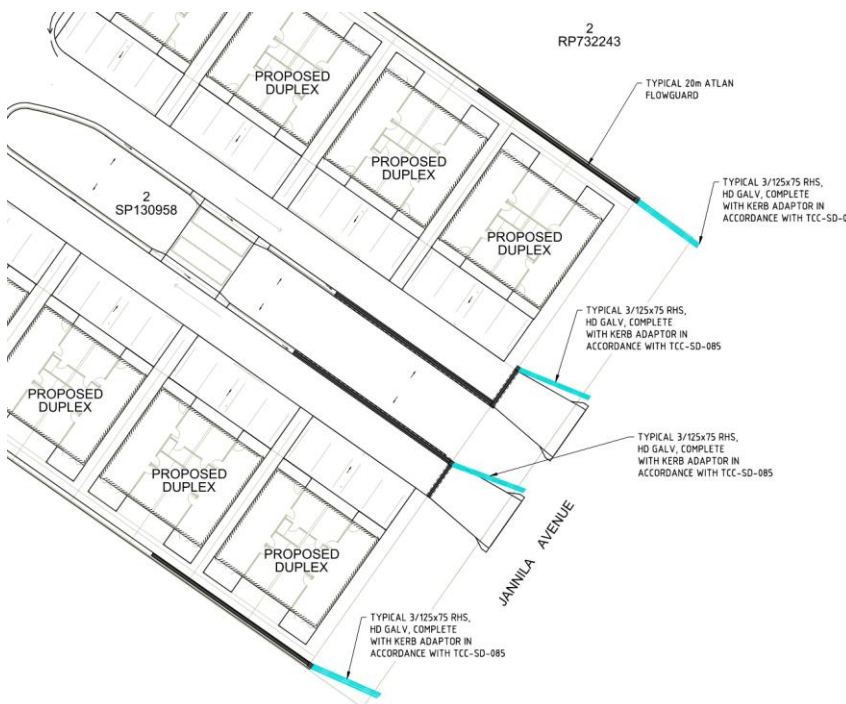 2
RP732243
TYPICAL 20m ATLAN
FLOWGUARD
PROPOSED
DUPLEX
PROPOSED
DUPLEX
TYPICAL 3/125x75 RHS,
HD GALV, COMPLETE
WITH KERB ADAPTOR IN
ACCORDANCE WITH TCC-SD-0
2
SP130958
PROPOSED
DUPLEX
TYPICAL 3/125x75 RHS,
HD GALV, COMPLETE
WITH KERB ADAPTOR IN
ACCORDANCE WITH TCC-SD-085
PROPOSED
DUPLEX
TYPICAL 3/125x75 RHS,
HD GALV, COMPLETE
WITH KERB ADAPTOR IN
ACCORDANCE WITH TCC-SD-085
PROPOSED
DUPLEX
PROPOSED
DUPLEX
JANNILA AVENUE
TYPICAL 3/125x75 RHS,
HD GALV, COMPLETE
WITH KERB ADAPTOR IN
ACCORDANCE WITH TCC-SD-085